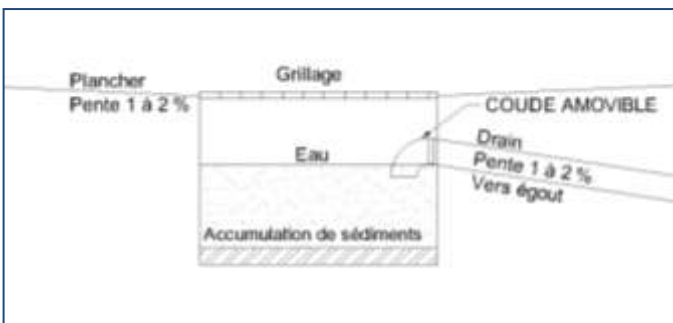 Plancher
Pente 1 à 2 %
Grillage
COUDE AMOVIBLE
Eau
Drain
Pente 1 à 2 %
Vers égout
Accumulation de sédiments